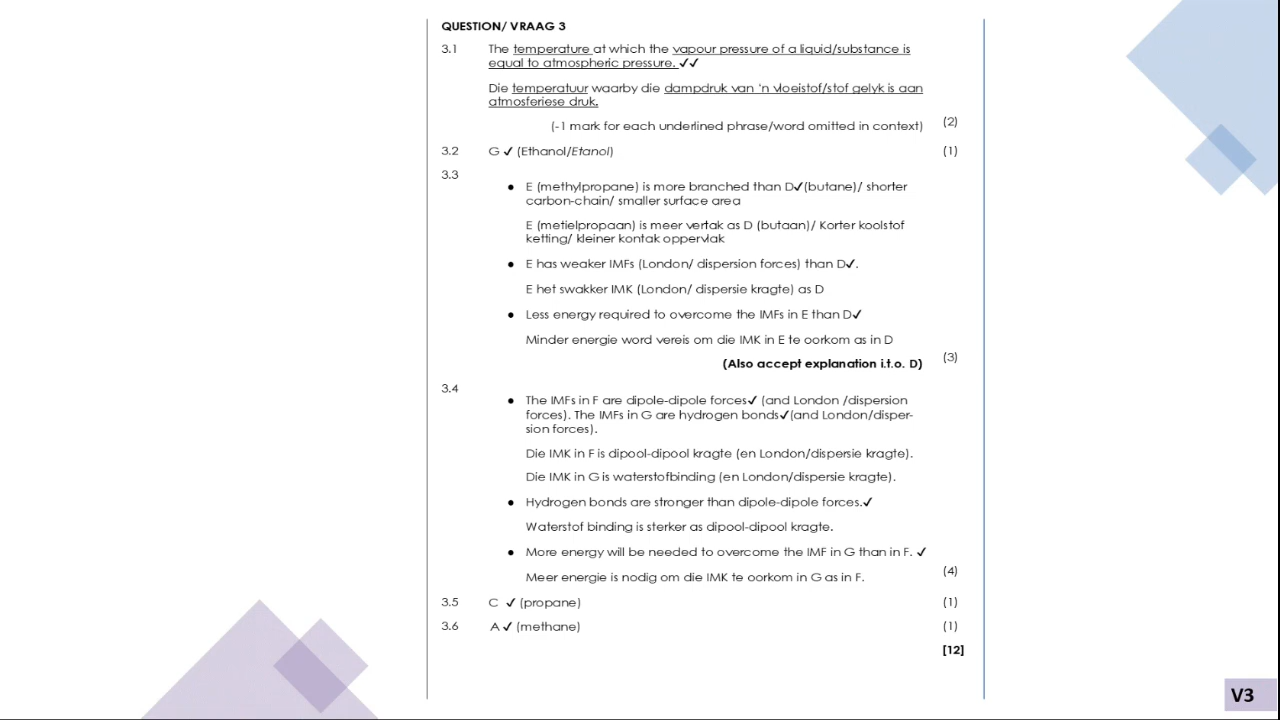 QUESTION/ VRAAG 3
3.1 The temperature at which the vapour pressure of a liquid/substance is
equal to atmospheric pressure. ✓✓
Die temperatuur waarby die dampdruk van 'n vloeistof/stof gelyk is aan
atmosferiese druk.
(-1 mark for each underlined phrase/word omitted in context) (2)
3.2 G ✓ (Ethanol/Etanol) (1)
3.3
• E (methylpropane) is more branched than D✓(butane)/ shorter
carbon-chain/ smaller surface area
E (metielpropaan) is meer vertak as D (butaan)/ Korter koolstof
ketting/ kleiner kontak oppervlak
• E has weaker IMFs (London/ dispersion forces) than D✓.
E het swakker IMK (London/ dispersie kragte) as D
• Less energy required to overcome the IMFs in E than D✓
Minder energie word vereis om die IMK in E te oorkom as in D
(Also accept explanation i.t.o. D) (3)
3.4
• The IMFs in F are dipole-dipole forces✓ (and London /dispersion
forces). The IMFs in G are hydrogen bonds✓(and London/disper-
sion forces).
Die IMK in F is dipool-dipool kragte (en London/dispersie kragte).
Die IMK in G is waterstofbinding (en London/dispersie kragte).
• Hydrogen bonds are stronger than dipole-dipole forces.✓
Waterstof binding is sterker as dipool-dipool kragte.
• More energy will be needed to overcome the IMF in G than in F. ✓
Meer energie is nodig om die IMK te oorkom in G as in F. (4)
3.5 C ✓ (propane) (1)
3.6 A ✓ (methane) (1)
[12]
V3